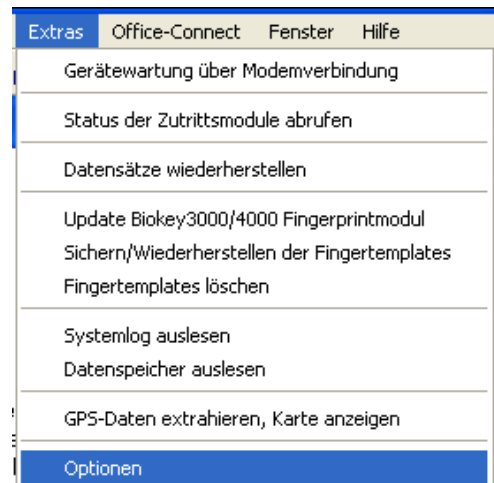 Extras Office-Connect Fenster Hilfe
Gerätewartung über Modemverbindung
Status der Zutrittsmodule abrufen
Datensätze wiederherstellen
Update Biokey3000/4000 Fingerprintmodul
Sichern/Wiederherstellen der Fingertemplates
Fingertemplates löschen
Systemlog auslesen
Datenspeicher auslesen
GPS-Daten extrahieren, Karte anzeigen
Optionen